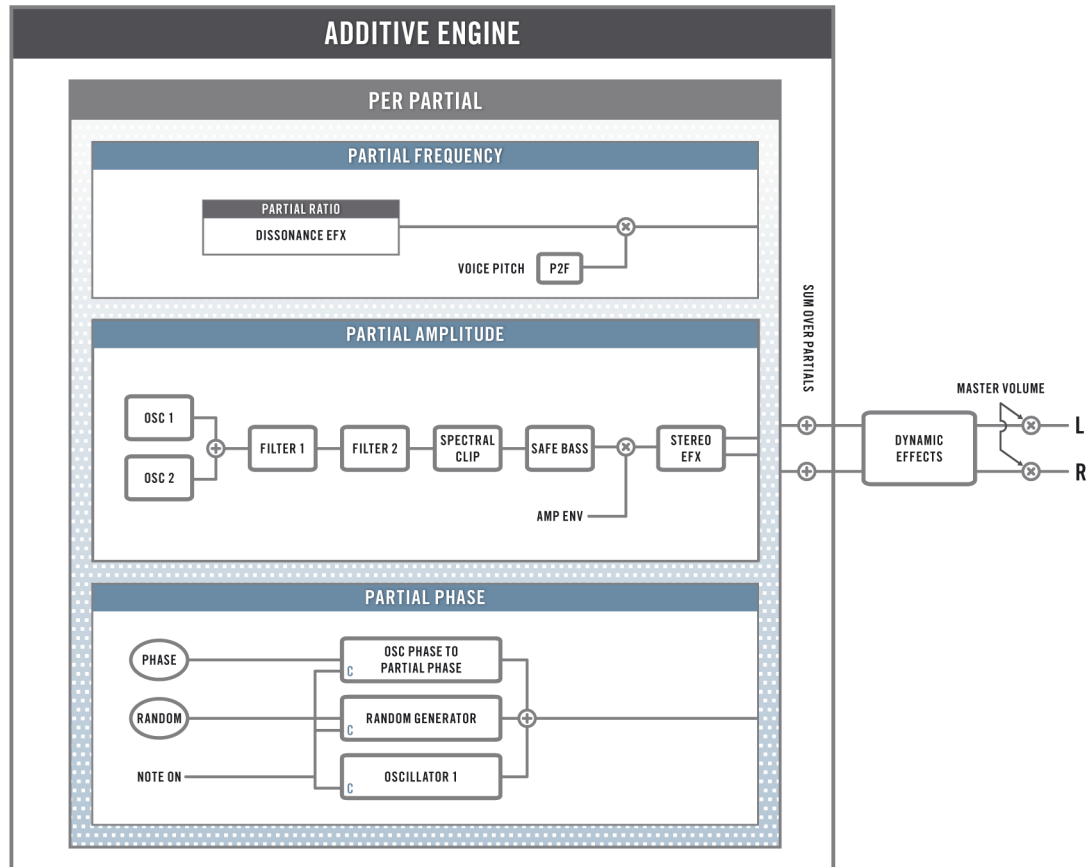 ADDITIVE ENGINE
PER PARTIAL
PARTIAL FREQUENCY
PARTIAL RATIO
DISSONANCE EFX
VOICE PITCH
P2F
PARTIAL AMPLITUDE
OSC 1
OSC 2
FILTER 1
FILTER 2
SPECTRAL
CLIP
SAFE BASS
STEREO
EFX
AMP ENV
SUM OVER PARTIALS
MASTER VOLUME
DYNAMIC
EFFECTS
L
R
PARTIAL PHASE
PHASE
OSC PHASE TO
PARTIAL PHASE
C
RANDOM
RANDOM GENERATOR
C
NOTE ON
OSCILLATOR 1
C